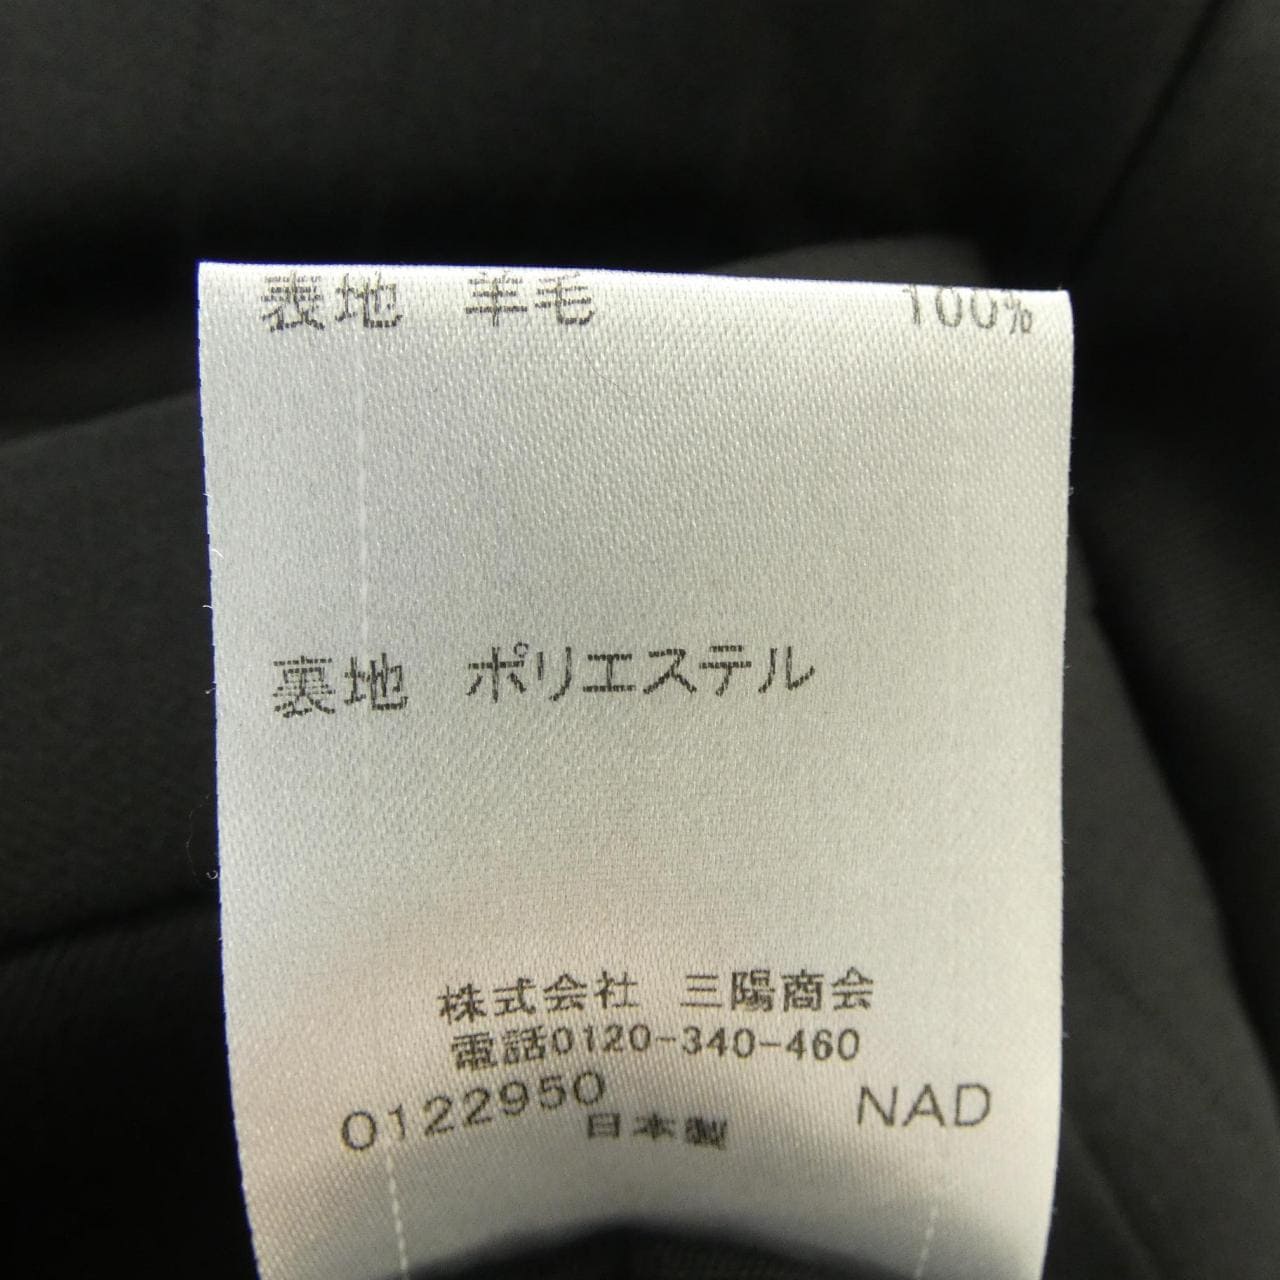 表地 羊毛 100%
裏地 ポリエステル
株式会社 三陽商会
電話0120-340-460
0122950 NAD
日本製